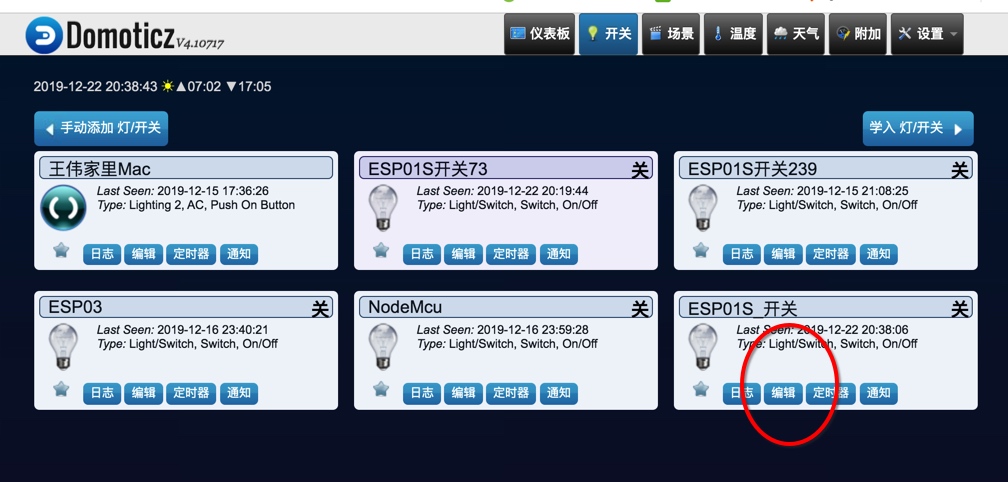 Domoticz V4.10717
仪表板 开关 场景 温度 天气 附加 设置
2019-12-22 20:38:43 ☀▲07:02 ▼17:05
手动添加 灯/开关 学入 灯/开关
王伟家里Mac
Last Seen: 2019-12-15 17:36:26
Type: Lighting 2, AC, Push On Button
日志 编辑 定时器 通知
ESP01S开关73 关
Last Seen: 2019-12-22 20:19:44
Type: Light/Switch, Switch, On/Off
日志 编辑 定时器 通知
ESP01S开关239 关
Last Seen: 2019-12-15 21:08:25
Type: Light/Switch, Switch, On/Off
日志 编辑 定时器 通知
ESP03 关
Last Seen: 2019-12-16 23:40:21
Type: Light/Switch, Switch, On/Off
日志 编辑 定时器 通知
NodeMcu 关
Last Seen: 2019-12-16 23:59:28
Type: Light/Switch, Switch, On/Off
日志 编辑 定时器 通知
ESP01S_开关 关
Last Seen: 2019-12-22 20:38:06
Type: Light/Switch, Switch, On/Off
日志 编辑 定时器 通知